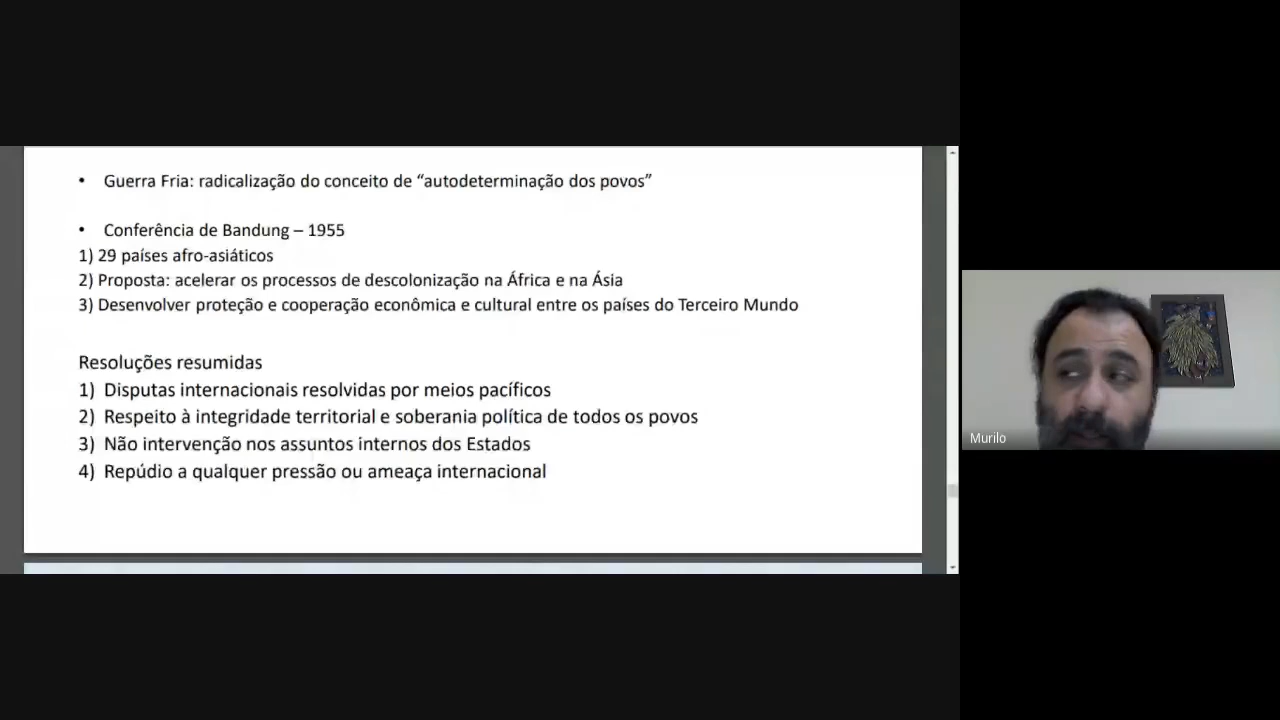 • Guerra Fria: radicalização do conceito de “autodeterminação dos povos”
• Conferência de Bandung – 1955
1) 29 países afro-asiáticos
2) Proposta: acelerar os processos de descolonização na África e na Ásia
3) Desenvolver proteção e cooperação econômica e cultural entre os países do Terceiro Mundo
Resoluções resumidas
1) Disputas internacionais resolvidas por meios pacíficos
2) Respeito à integridade territorial e soberania política de todos os povos
3) Não intervenção nos assuntos internos dos Estados
4) Repúdio a qualquer pressão ou ameaça internacional
Murilo